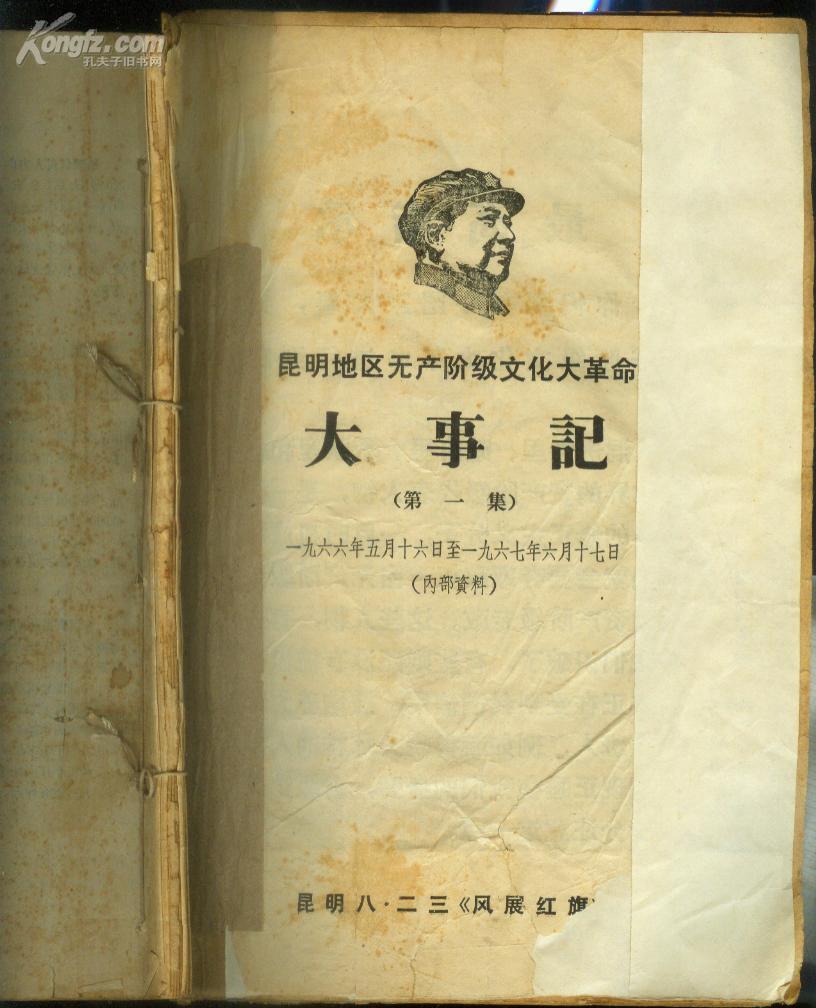 Kongfz.com
孔夫子旧书网
昆明地区无产阶级文化大革命
大事記
（第一集）
一九六六年五月十六日至一九六七年六月十七日
（內部資料）
昆明八·二三《风展红旗